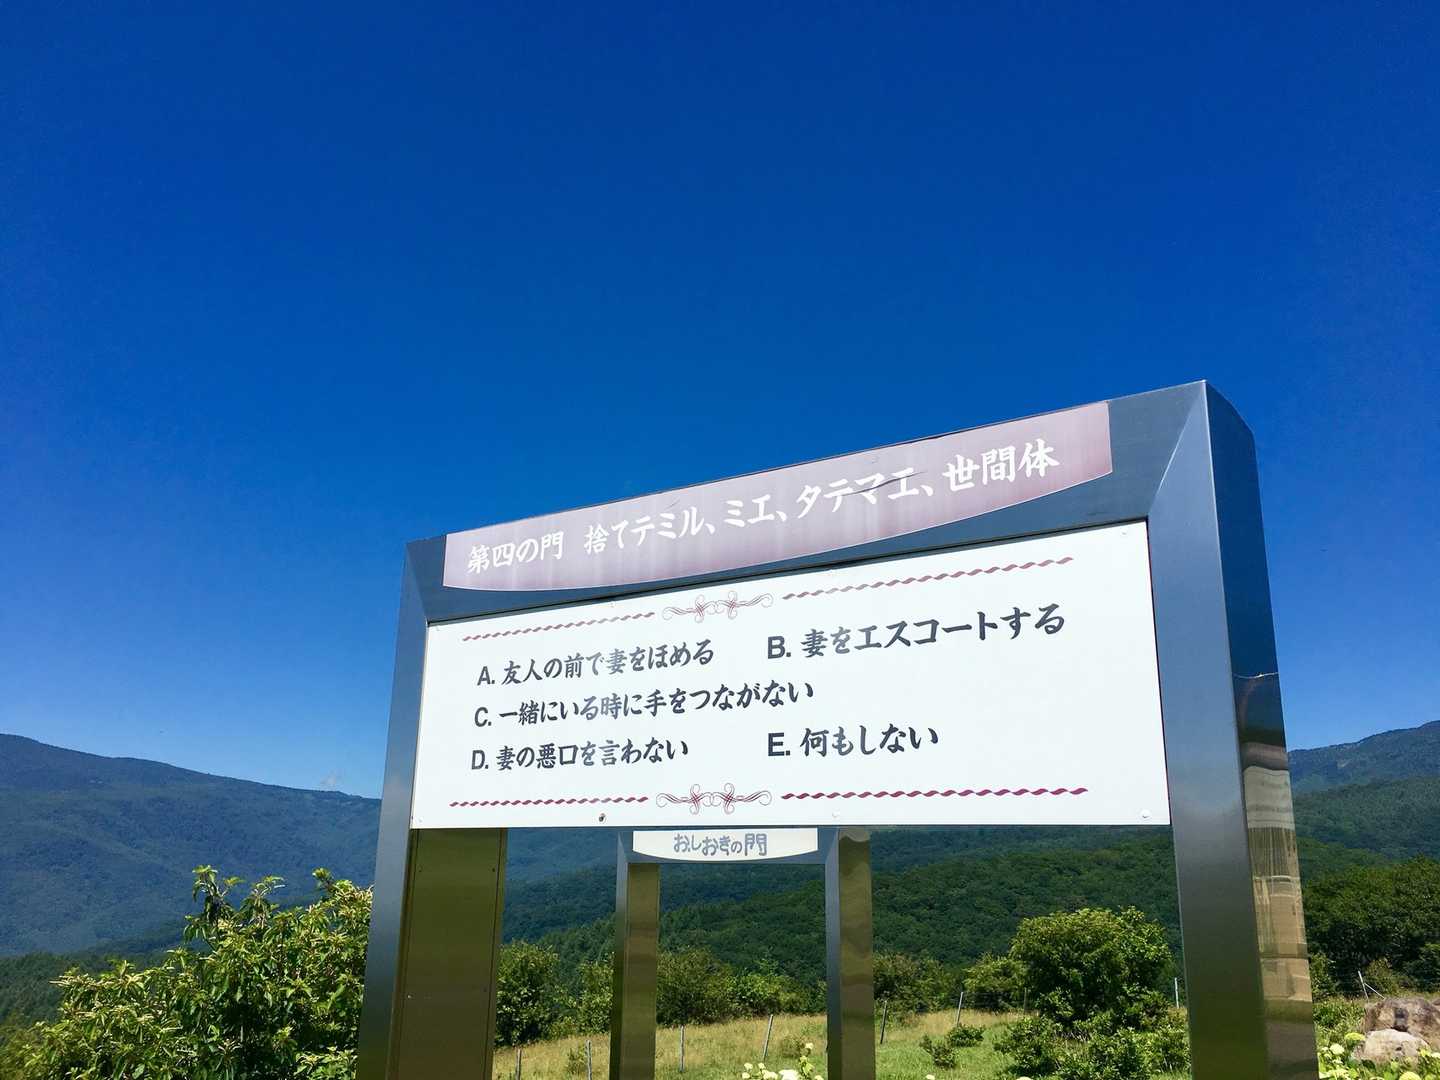 第四の門 捨ててミル、ミエ、タテマエ、世間体
A. 友人の前で妻をほめる B. 妻をエスコートする
C. 一緒にいる時に手をつながない
D. 妻の悪口を言わない E. 何もしない
おしおきの門